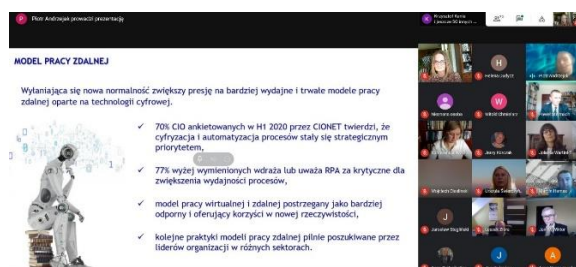 P Piotr Andrzejak prowadzi prezentację
MODEL PRACY ZDALNEJ
Wyłaniająca się nowa normalność zwiększy presję na bardziej wydajne i trwałe modele pracy
zdalnej oparte na technologii cyfrowej.
✓ 70% CIO ankietowanych w H1 2020 przez CIONET twierdzi, że
cyfryzacja i automatyzacja procesów stały się strategicznym
priorytetem,
✓ 77% wyżej wymienionych wdraża lub uważa RPA za krytyczne dla
zwiększenia wydajności procesów,
✓ model pracy wirtualnej i zdalnej postrzegany jako bardziej
odporny i oferujący korzyści w nowej rzeczywistości,
✓ kolejne praktyki modeli pracy zdalnej pilnie poszukiwane przez
liderów organizacji w różnych sektorach.
K
H
W
J
J
J
A